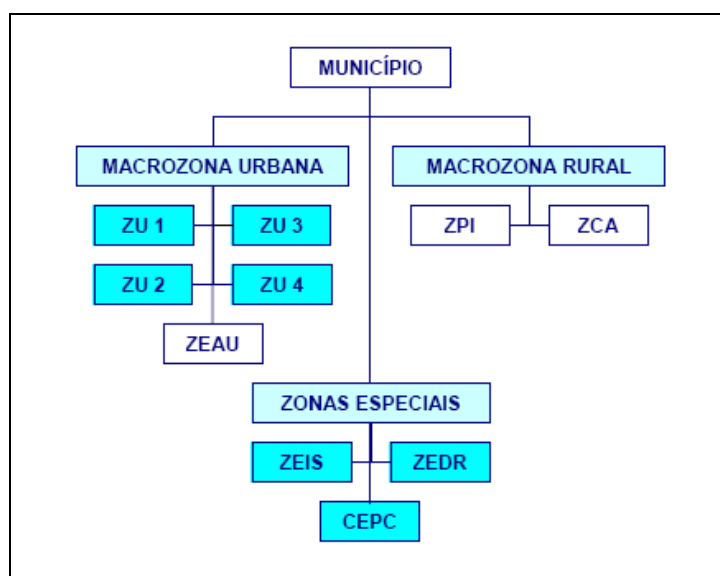 MUNICÍPIO
MACROZONA URBANA
MACROZONA RURAL
ZU 1
ZU 3
ZPI
ZCA
ZU 2
ZU 4
ZEAU
ZONAS ESPECIAIS
ZEIS
ZEDR
CEPC